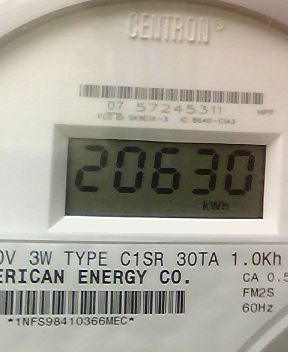 CENTRON®
07 57245311 MPP
20630
kWh
0V 3W TYPE C1SR 30TA 1.0Kh
ERICAN ENERGY CO. CA 0.5
FM2S
60Hz
*1NFS98410366MEC*